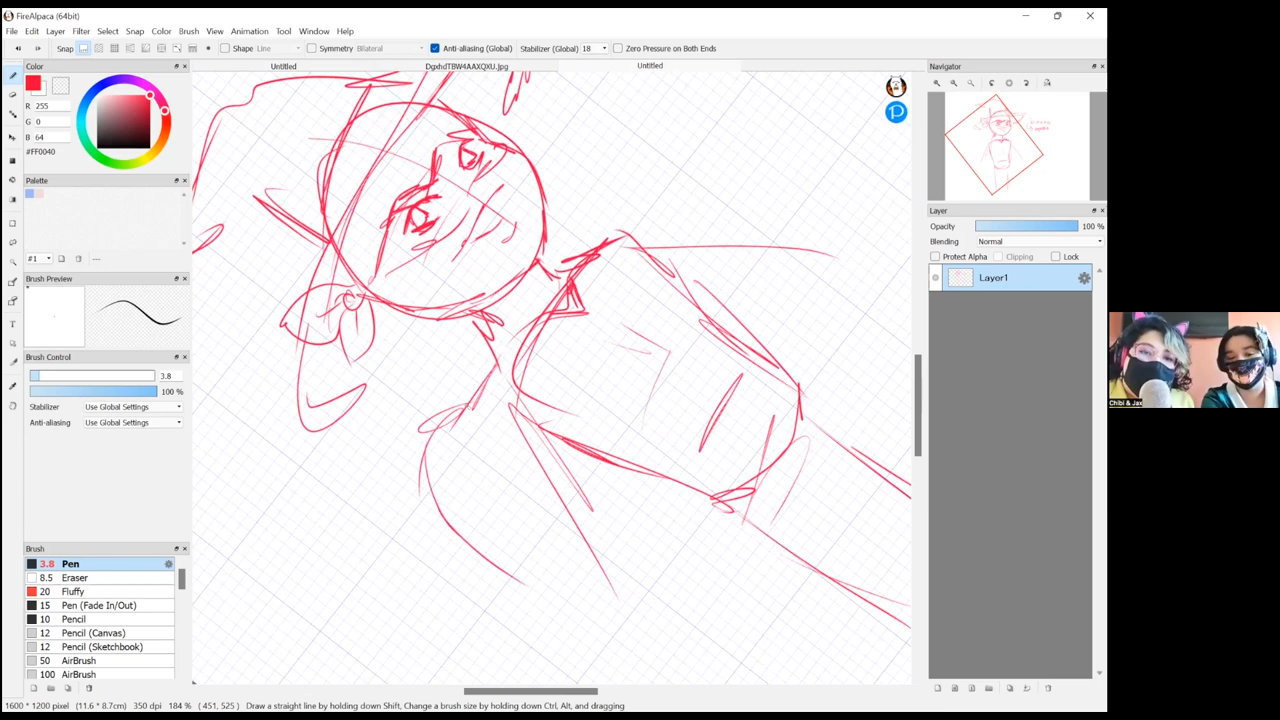 FireAlpaca (64bit)
File Edit Layer Filter Select Snap Color Brush View Animation Tool Window Help
Snap Shape Line Symmetry Bilateral Anti-aliasing (Global) Stabilizer (Global) 18 Zero Pressure on Both Ends
Color
Untitled DgxhdTBW4AAXQXU.jpg Untitled
R 255
G 0
B 64
#FF0040
Palette
#1
---
Brush Preview
Brush Control
3.8
100 %
Stabilizer Use Global Settings
Anti-aliasing Use Global Settings
Brush
3.8 Pen
8.5 Eraser
20 Fluffy
15 Pen (Fade In/Out)
10 Pencil
12 Pencil (Canvas)
12 Pencil (Sketchbook)
50 AirBrush
100 AirBrush
Navigator
Layer
Opacity 100 %
Blending Normal
Protect Alpha Clipping Lock
Layer1
Chibi & Jax
1600 * 1200 pixel (11.6 * 8.7cm) 350 dpi 184 % ( 451, 525 ) Draw a straight line by holding down Shift, Change a brush size by holding down Ctrl, Alt, and dragging